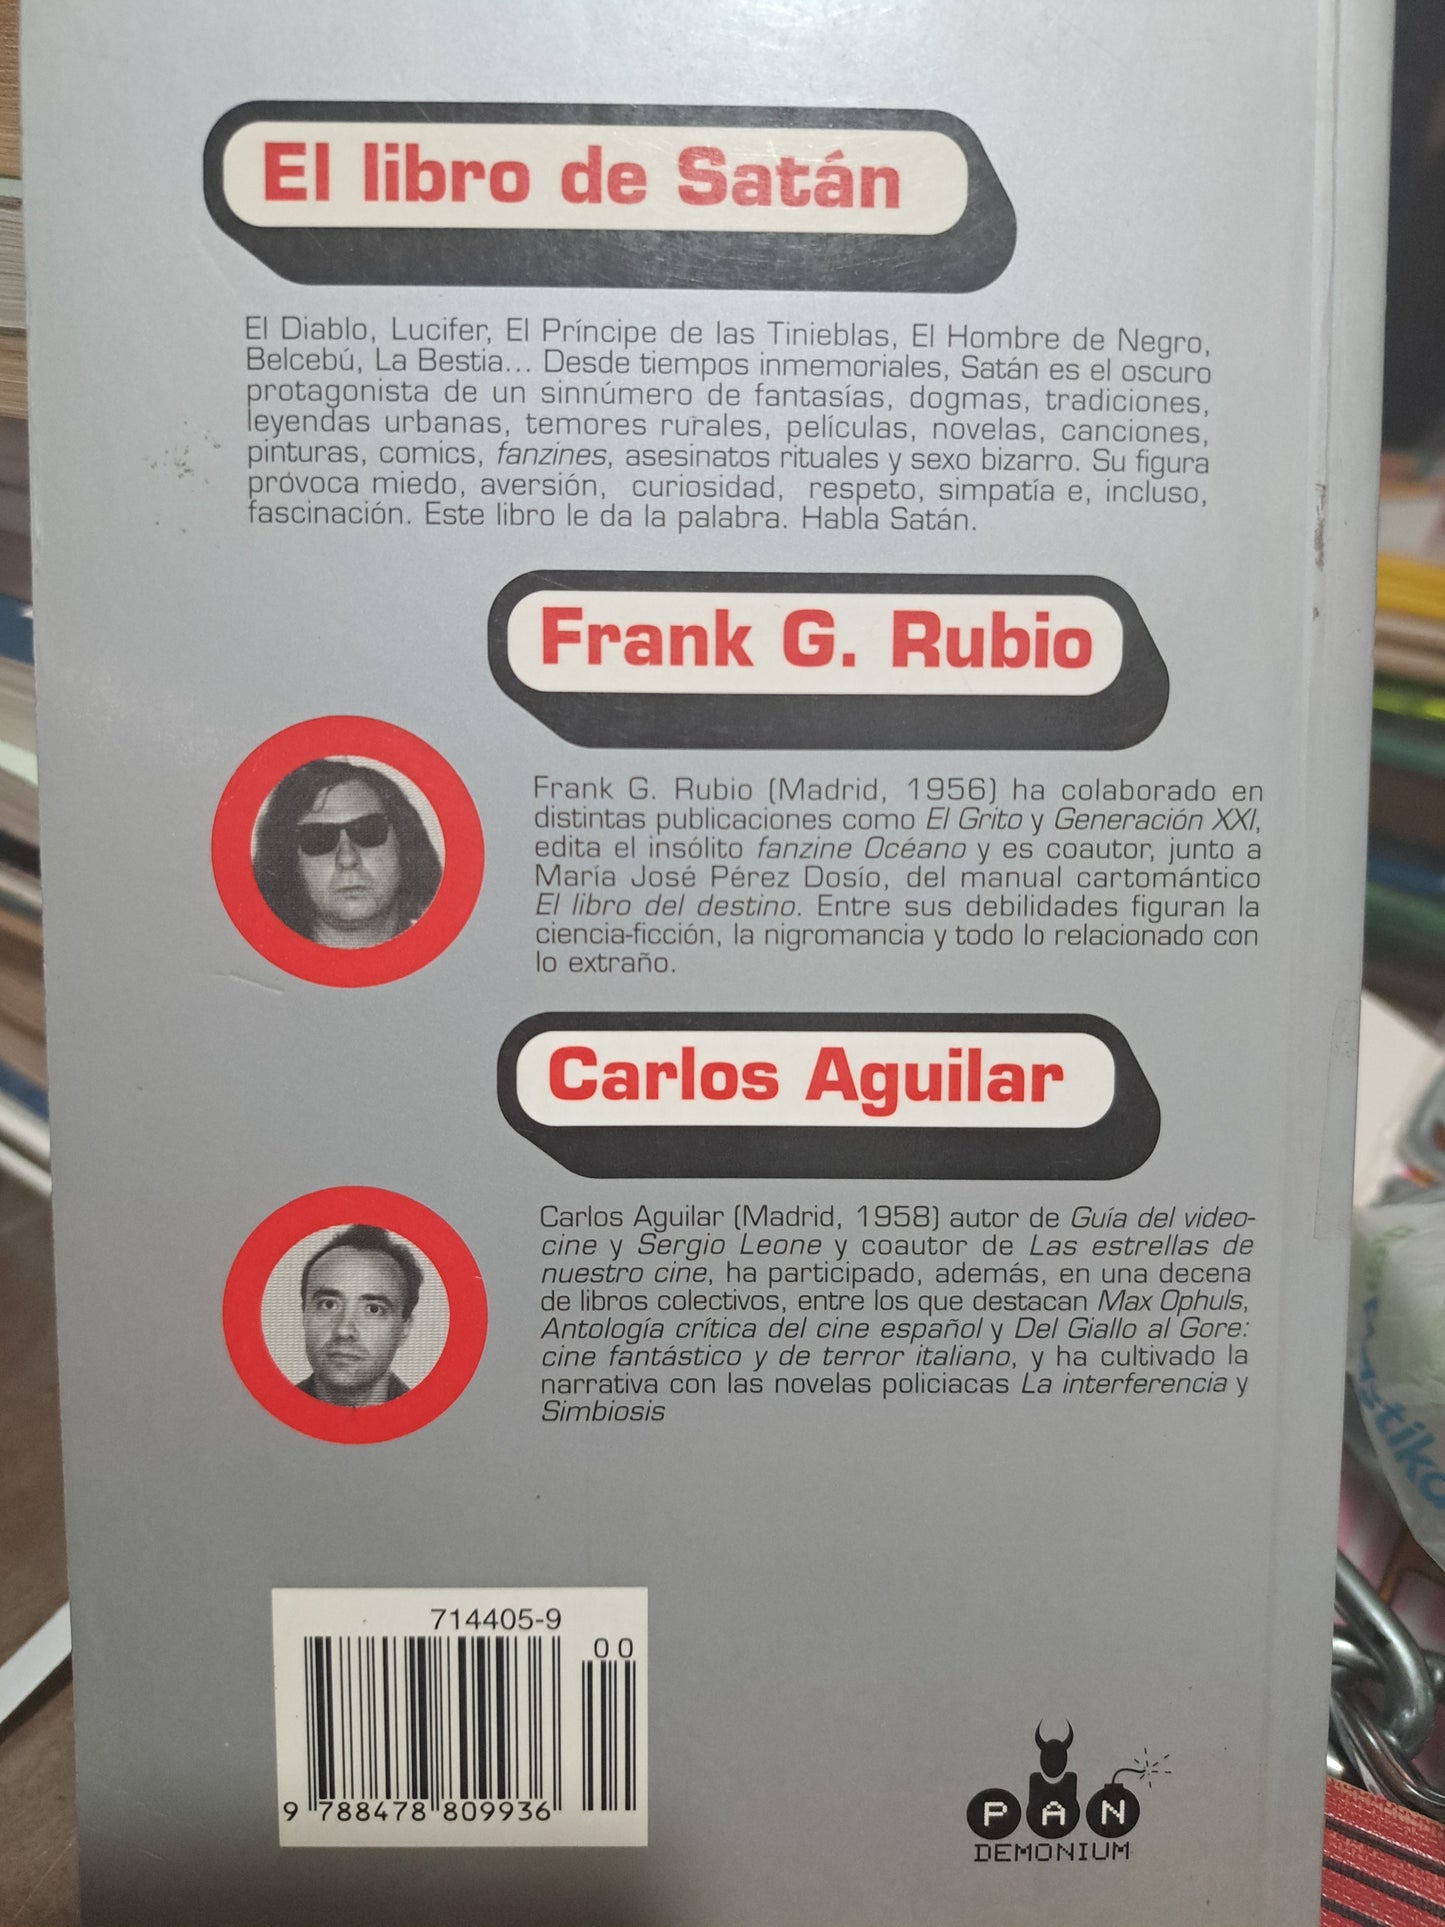 El libro de Satán
El Diablo, Lucifer, El Príncipe de las Tinieblas, El Hombre de Negro,
Belcebú, La Bestia... Desde tiempos inmemoriales, Satán es el oscuro
protagonista de un sinnúmero de fantasías, dogmas, tradiciones,
leyendas urbanas, temores rurales, películas, novelas, canciones,
pinturas, comics, fanzines, asesinatos rituales y sexo bizarro. Su figura
provoca miedo, aversión, curiosidad, respeto, simpatía e, incluso,
fascinación. Este libro le da la palabra. Habla Satán.
Frank G. Rubio
Frank G. Rubio (Madrid, 1956) ha colaborado en
distintas publicaciones como El Grito y Generación XXI,
edita el insólito fanzine Océano y es coautor, junto a
María José Pérez Dosío, del manual cartomántico
El libro del destino. Entre sus debilidades figuran la
ciencia-ficción, la nigromancia y todo lo relacionado con
lo extraño.
Carlos Aguilar
Carlos Aguilar (Madrid, 1958) autor de Guía del video-
cine y Sergio Leone y coautor de Las estrellas de
nuestro cine, ha participado, además, en una decena
de libros colectivos, entre los que destacan Max Ophuls,
Antología crítica del cine español y Del Giallo al Gore:
cine fantástico y de terror italiano, y ha cultivado la
narrativa con las novelas policiacas La interferencia y
Simbiosis
714405-9
00
9 788478 809936
PAN
DEMONIUM